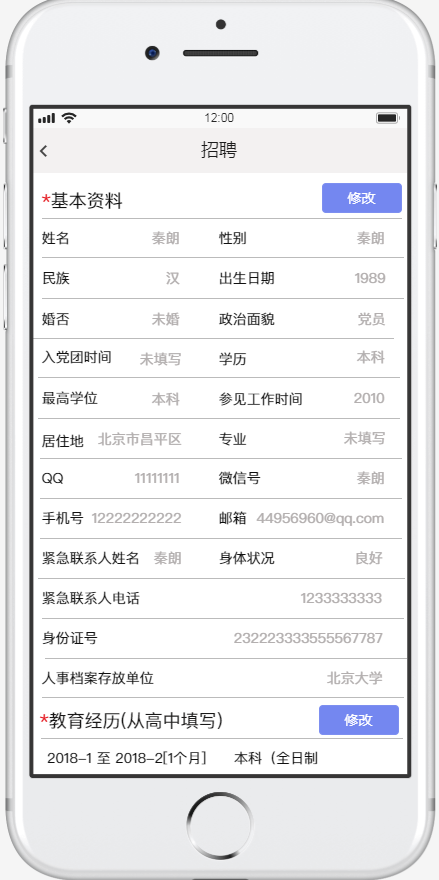 12:00
招聘
*基本资料 修改
姓名 秦朗 性别 秦朗
民族 汉 出生日期 1989
婚否 未婚 政治面貌 党员
入党团时间 未填写 学历 本科
最高学位 本科 参见工作时间 2010
居住地 北京市昌平区 专业 未填写
QQ 11111111 微信号 秦朗
手机号 12222222222 邮箱 44956960@qq.com
紧急联系人姓名 秦朗 身体状况 良好
紧急联系人电话 1233333333
身份证号 232223333555567787
人事档案存放单位 北京大学
*教育经历(从高中填写) 修改
2018-1 至 2018-2[1个月] 本科（全日制